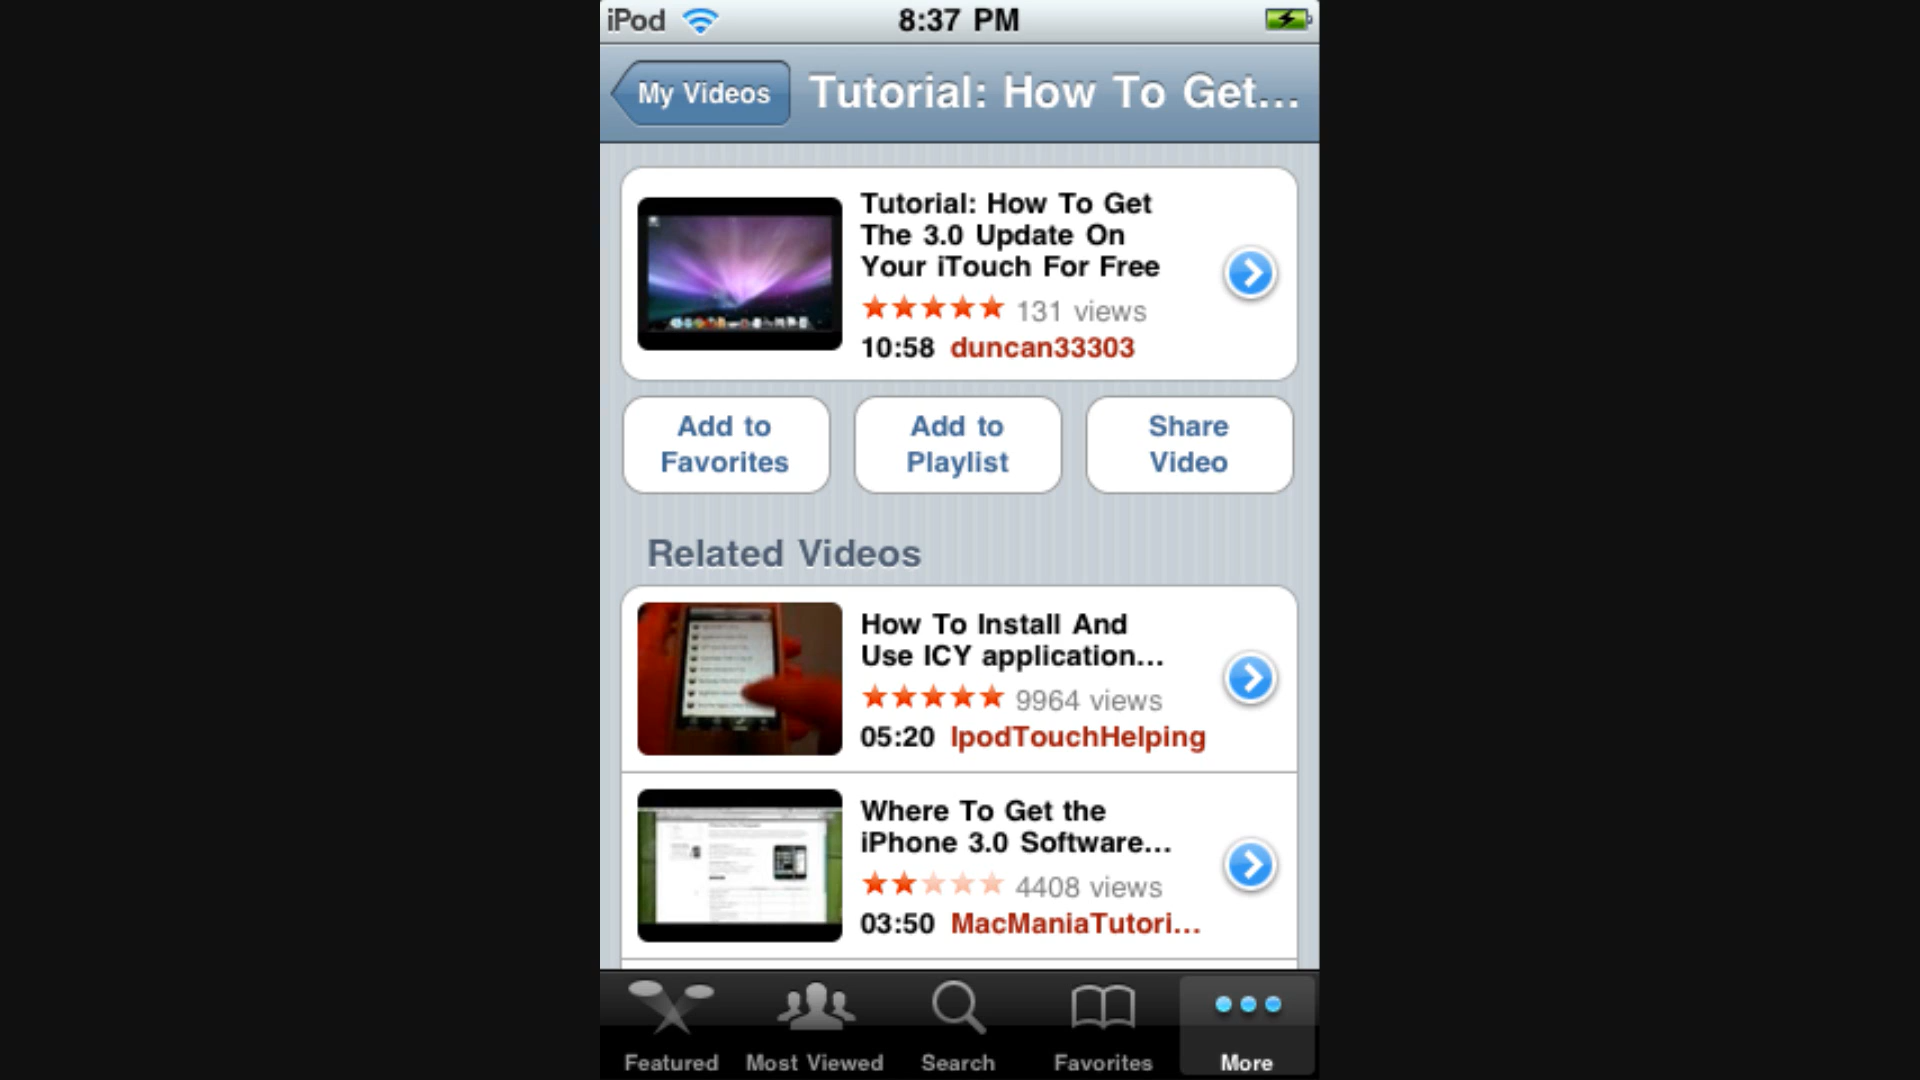 iPod 8:37 PM
My Videos Tutorial: How To Get...
Tutorial: How To Get
The 3.0 Update On
Your iTouch For Free
131 views
10:58 duncan33303
Add to
Favorites
Add to
Playlist
Share
Video
Related Videos
How To Install And
Use ICY application...
9964 views
05:20 IpodTouchHelping
Where To Get the
iPhone 3.0 Software...
4408 views
03:50 MacManiaTutori...
Featured Most Viewed Search Favorites More